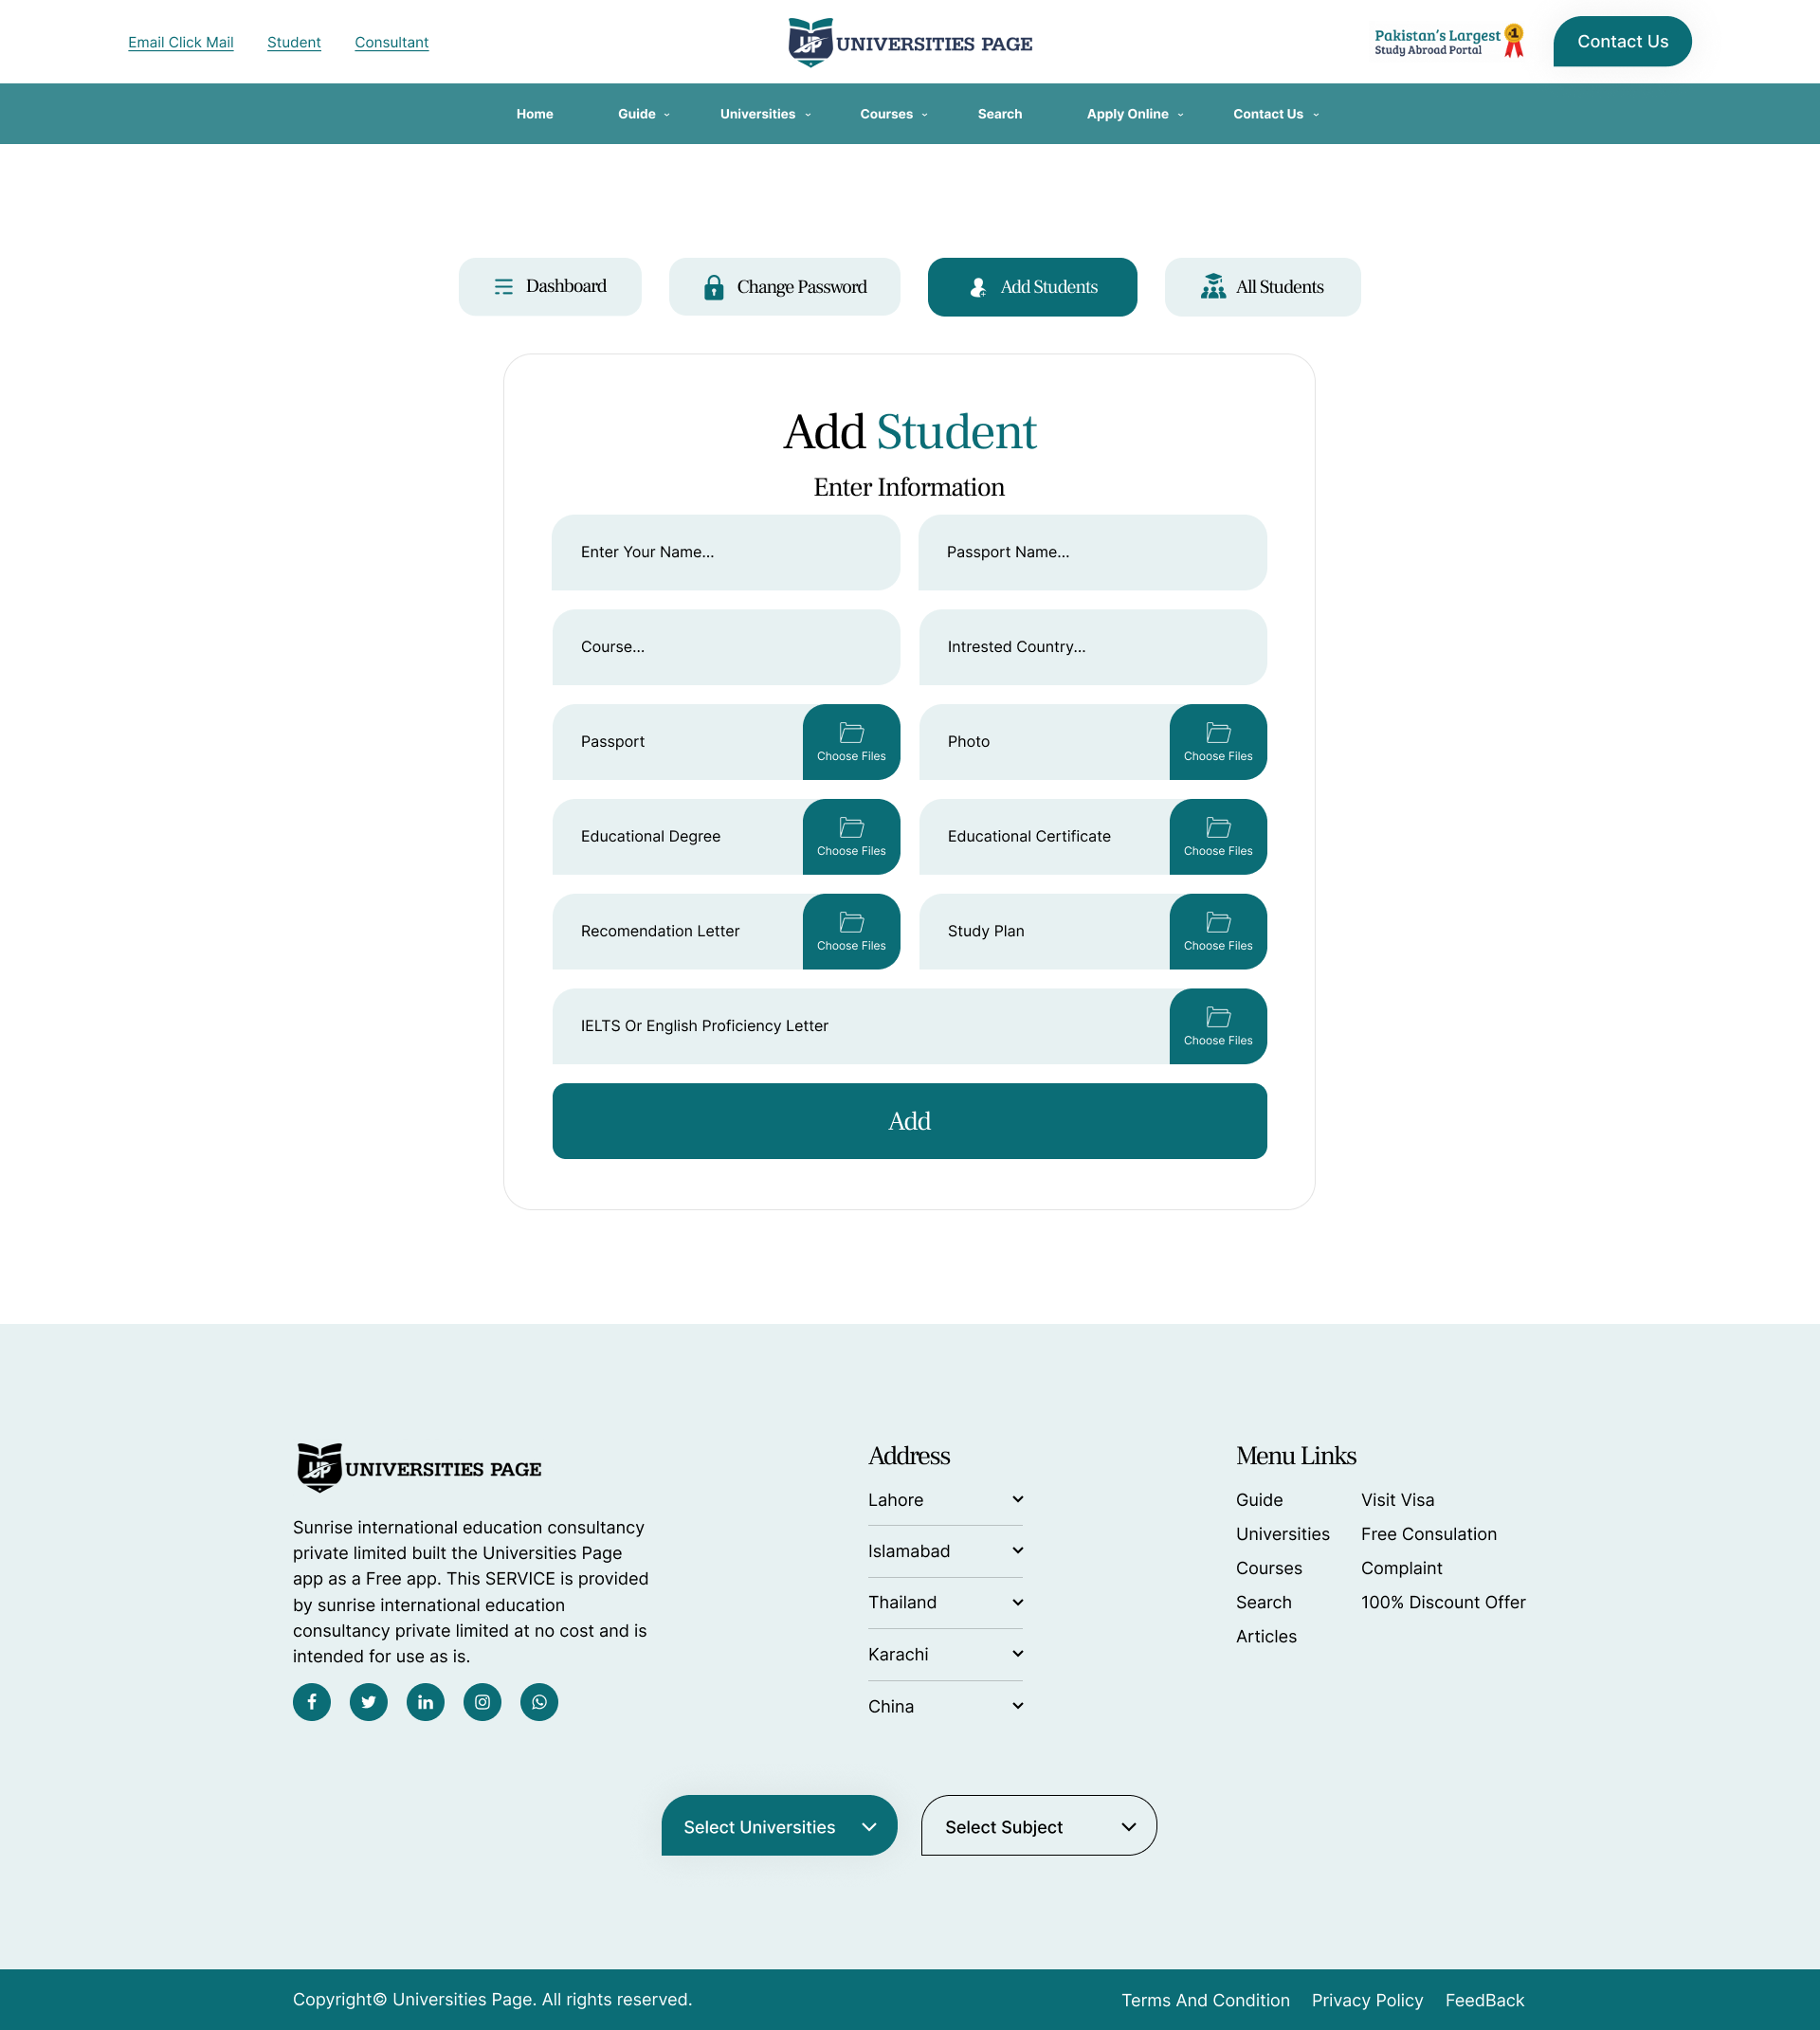 Email Click Mail Student Consultant
UP UNIVERSITIES PAGE
Pakistan's Largest
Study Abroad Portal
1
Contact Us
Home Guide Universities Courses Search Apply Online Contact Us
Dashboard Change Password Add Students All Students
Add Student
Enter Information
Enter Your Name... Passport Name...
Course... Intrested Country...
Passport Choose Files Photo Choose Files
Educational Degree Choose Files Educational Certificate Choose Files
Recomendation Letter Choose Files Study Plan Choose Files
IELTS Or English Proficiency Letter Choose Files
Add
UP UNIVERSITIES PAGE
Sunrise international education consultancy
private limited built the Universities Page
app as a Free app. This SERVICE is provided
by sunrise international education
consultancy private limited at no cost and is
intended for use as is.
Address
Lahore
Islamabad
Thailand
Karachi
China
Menu Links
Guide Visit Visa
Universities Free Consulation
Courses Complaint
Search 100% Discount Offer
Articles
Select Universities Select Subject
Copyright© Universities Page. All rights reserved.
Terms And Condition Privacy Policy FeedBack